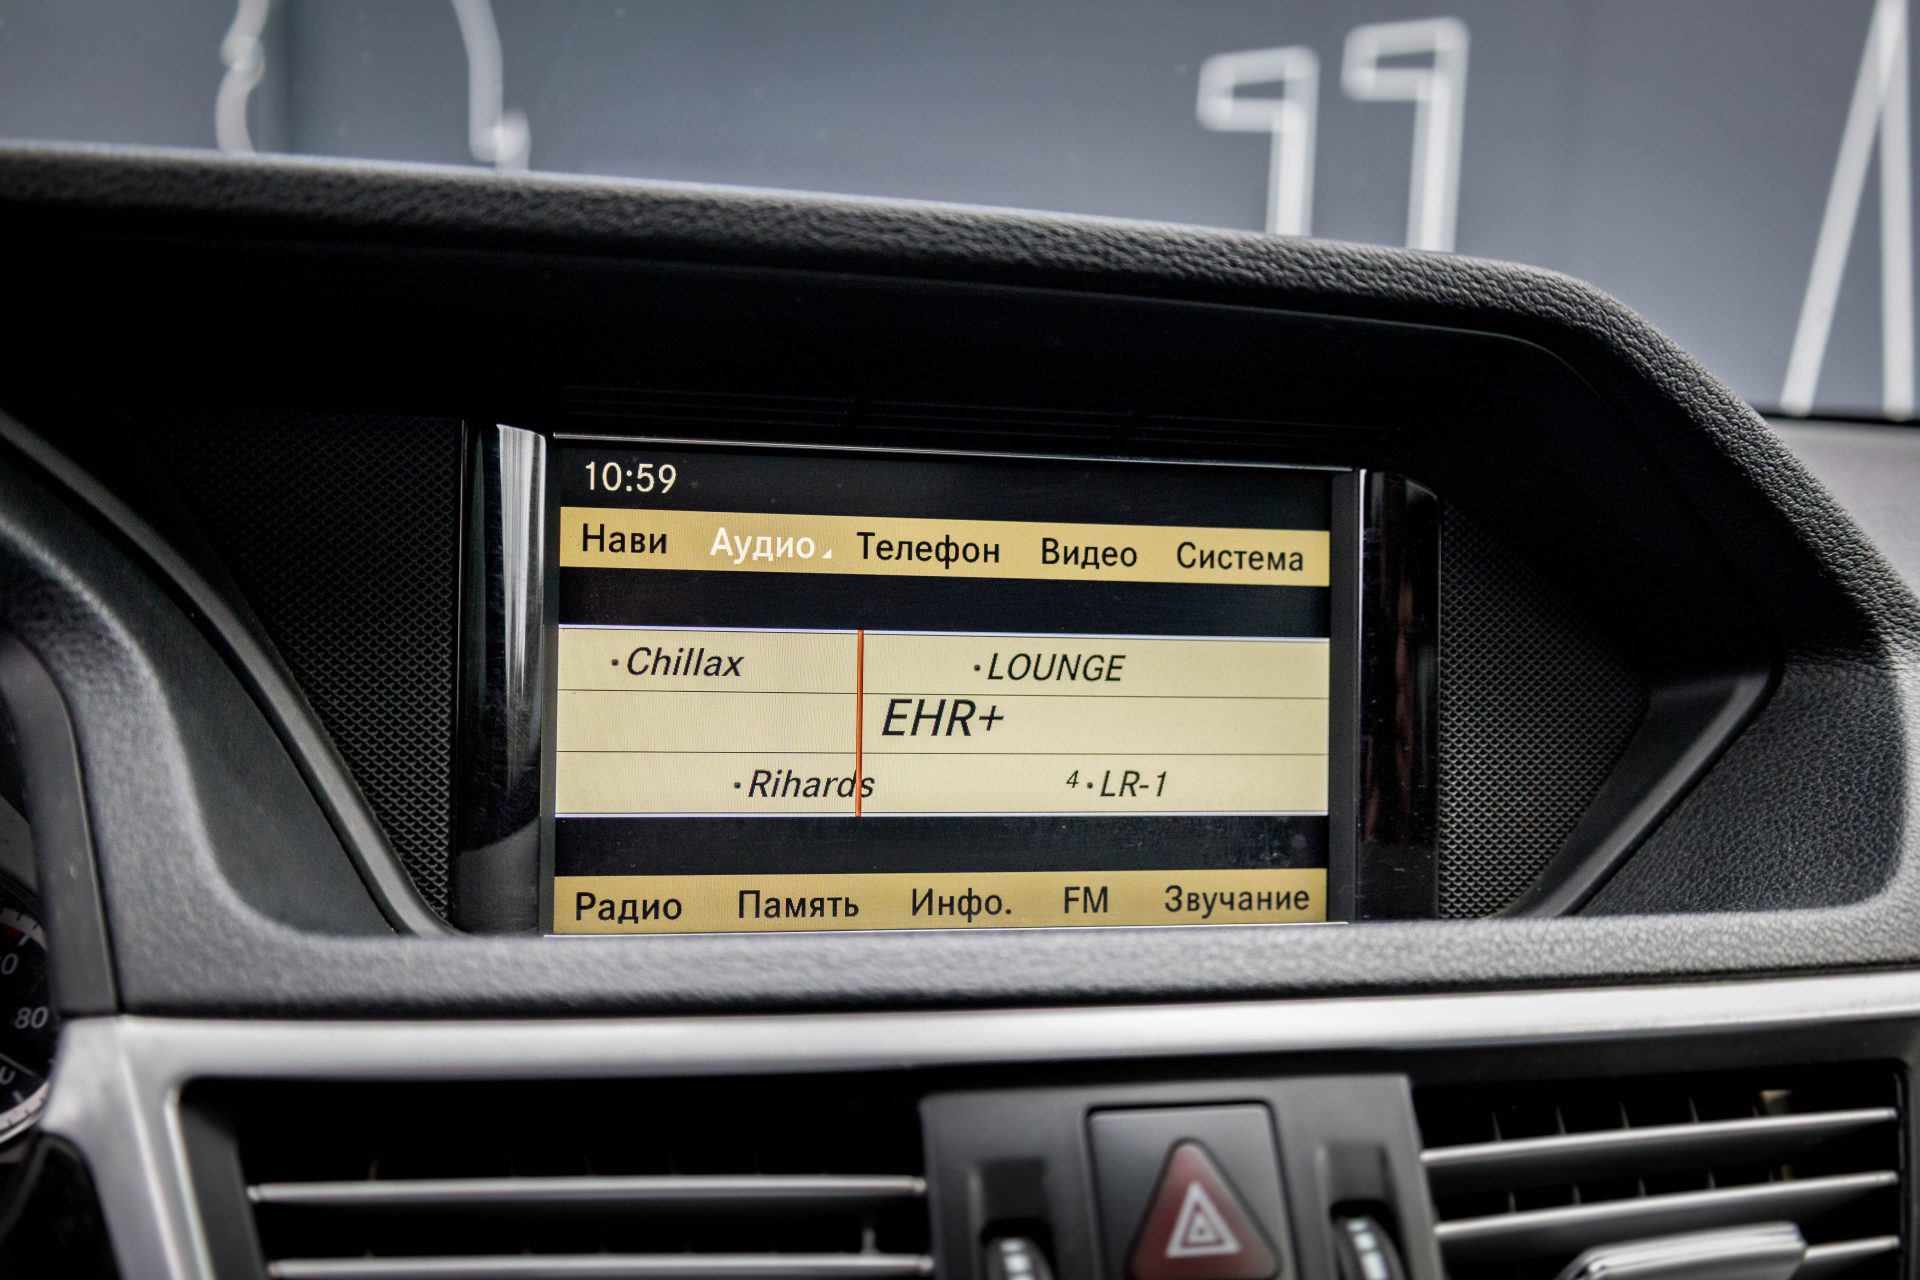 10:59
Нави Аудио Телефон Видео Система
·Chillax ·LOUNGE
EHR+
·Rihards 4·LR-1
Радио Память Инфо. FM Звучание
80